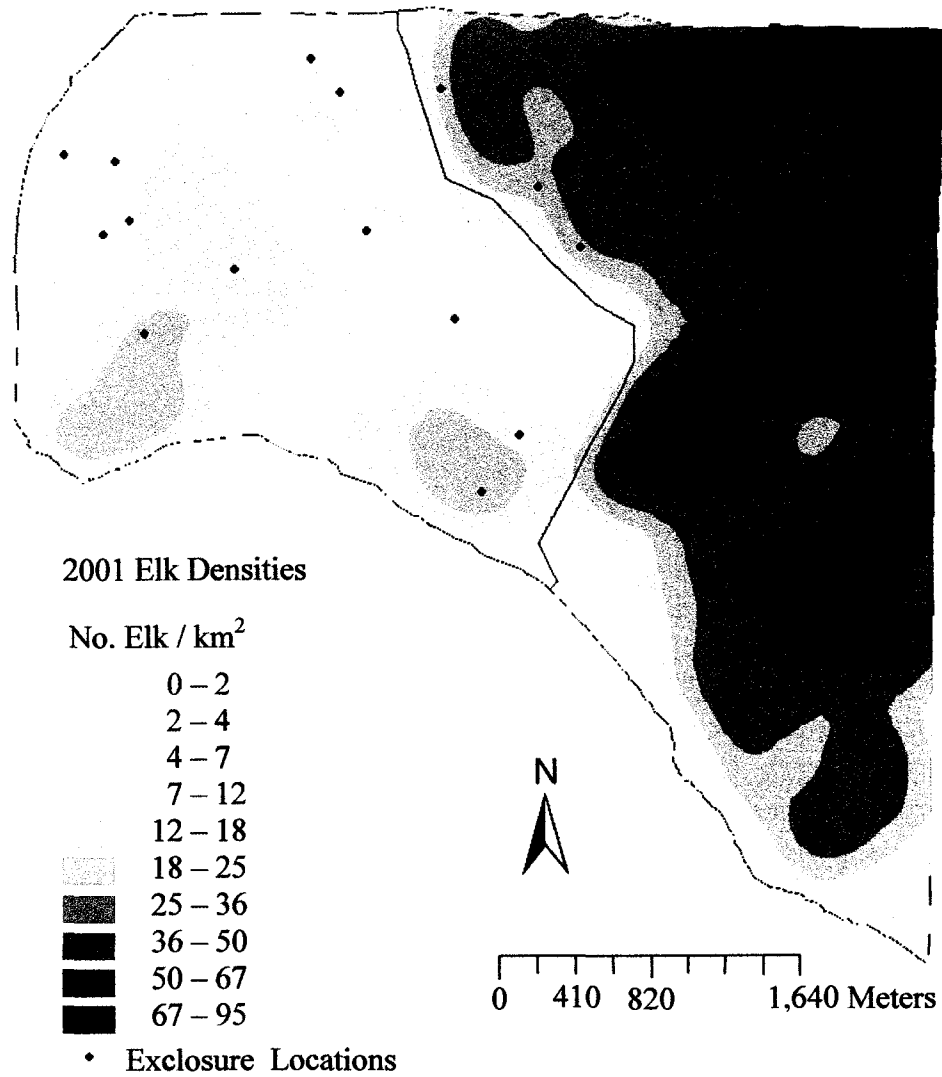 2001 Elk Densities
No. Elk / km²
0 – 2
2 – 4
4 – 7
7 – 12
12 – 18
18 – 25
25 – 36
36 – 50
50 – 67
67 – 95
Exclosure Locations
N
0 410 820 1,640 Meters